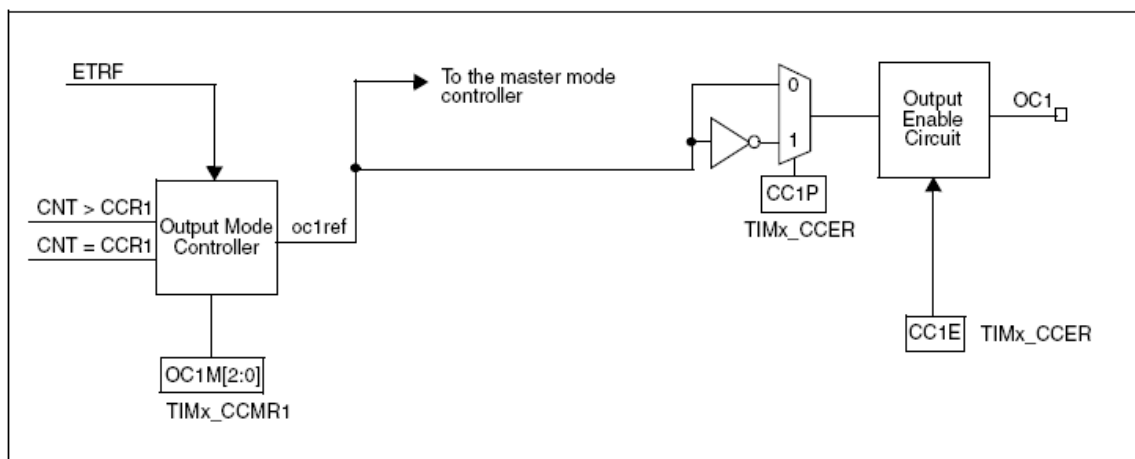 ETRF
To the master mode
controller
0
1
Output
Enable
Circuit
OC1
CNT > CCR1
CNT = CCR1
Output Mode
Controller
oc1ref
CC1P
TIMx_CCER
CC1E
TIMx_CCER
OC1M[2:0]
TIMx_CCMR1